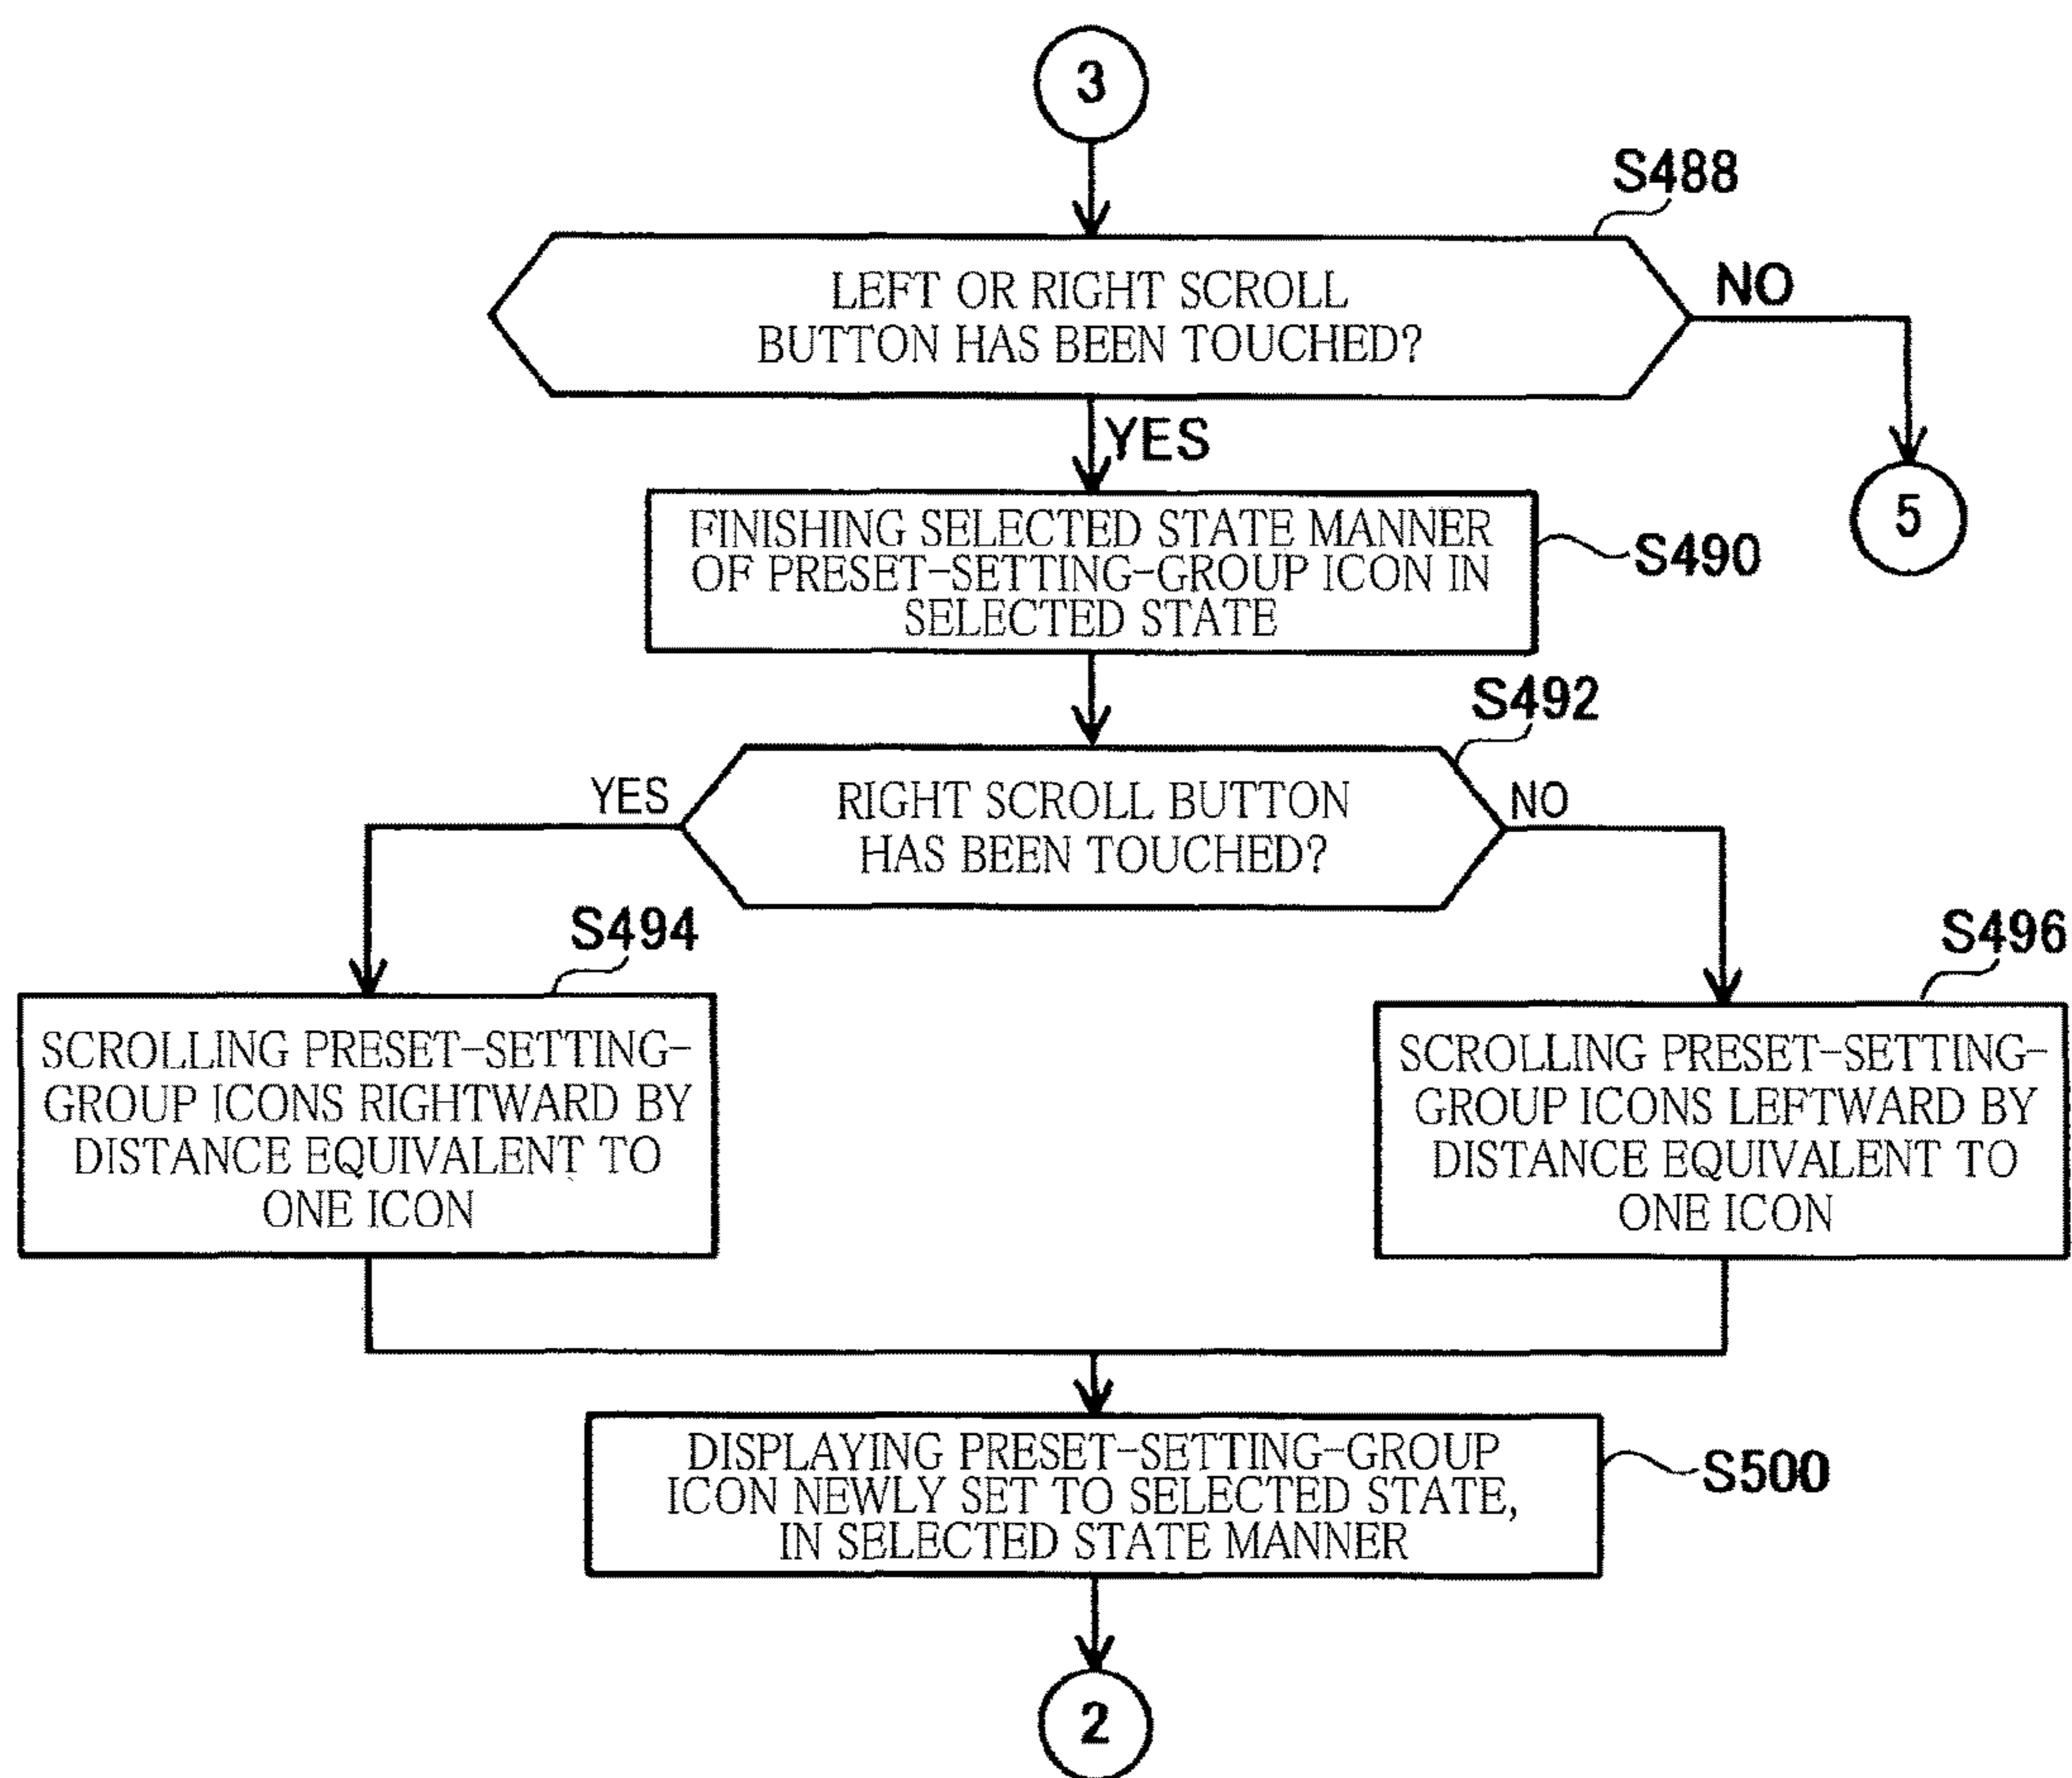 3
S488
LEFT OR RIGHT SCROLL
BUTTON HAS BEEN TOUCHED?
NO
YES
5
FINISHING SELECTED STATE MANNER
OF PRESET-SETTING-GROUP ICON IN
SELECTED STATE
S490
S492
YES
RIGHT SCROLL BUTTON
HAS BEEN TOUCHED?
NO
S494
SCROLLING PRESET-SETTING-
GROUP ICONS RIGHTWARD BY
DISTANCE EQUIVALENT TO
ONE ICON
S496
SCROLLING PRESET-SETTING-
GROUP ICONS LEFTWARD BY
DISTANCE EQUIVALENT TO
ONE ICON
DISPLAYING PRESET-SETTING-GROUP
ICON NEWLY SET TO SELECTED STATE,
IN SELECTED STATE MANNER
S500
2